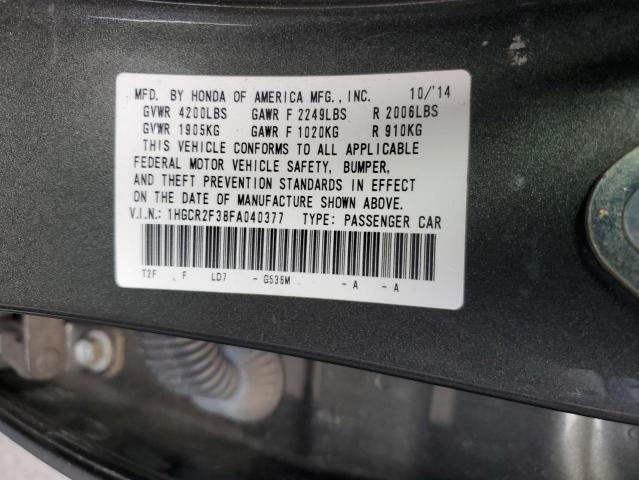 MFD. BY HONDA OF AMERICA MFG., INC. 10/'14
GVWR 4200LBS GAWR F 2249LBS R 2006LBS
GVWR 1905KG GAWR F 1020KG R 910KG
THIS VEHICLE CONFORMS TO ALL APPLICABLE
FEDERAL MOTOR VEHICLE SAFETY, BUMPER,
AND THEFT PREVENTION STANDARDS IN EFFECT
ON THE DATE OF MANUFACTURE SHOWN ABOVE.
V.I.N.: 1HGCR2F38FA040377 TYPE: PASSENGER CAR
T2F F LD7 - G536M - A - A